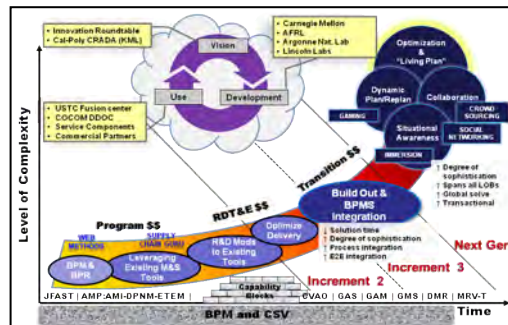 • Innovation Roundtable
• Cal-Poly CRADA (KML)
• Carnegie Mellon
• AFRL
• Argonne Nat. Lab
• Lincoln Labs
Vision
Use
Development
• USTC Fusion center
• COCOM DDOC
• Service Components
• Commercial Partners
Optimization
& "Living Plan"
Dynamic
Plan/Replan
Collaboration
GAMING
CROWD
SOURCING
Situational
Awareness
SOCIAL
NETWORKING
IMMERSION
↑ Degree of
sophistication
↑ Spans all LOBs
↑ Global solve
↑ Transactional
Level of Complexity
Program $$
RDT&E $$
Transition $$
WEB
METHODS
SUPPLY
CHAIN GURU
BPM &
BPR
Leveraging
Existing M&S
Tools
R&D Mods
to Existing
Tools
Optimize
Delivery
Build Out &
BPMS
Integration
↓ Solution time
↑ Degree of sophistication
↑ Process integration
↑ E2E integration
Next Gen
Increment 3
Increment 2
Capability
Blocks
JFAST | AMP:AMI-DPNM-ETEM |
CVAO | GAS | GAM | GMS | DMR | MRV-T
Time
BPM and CSV